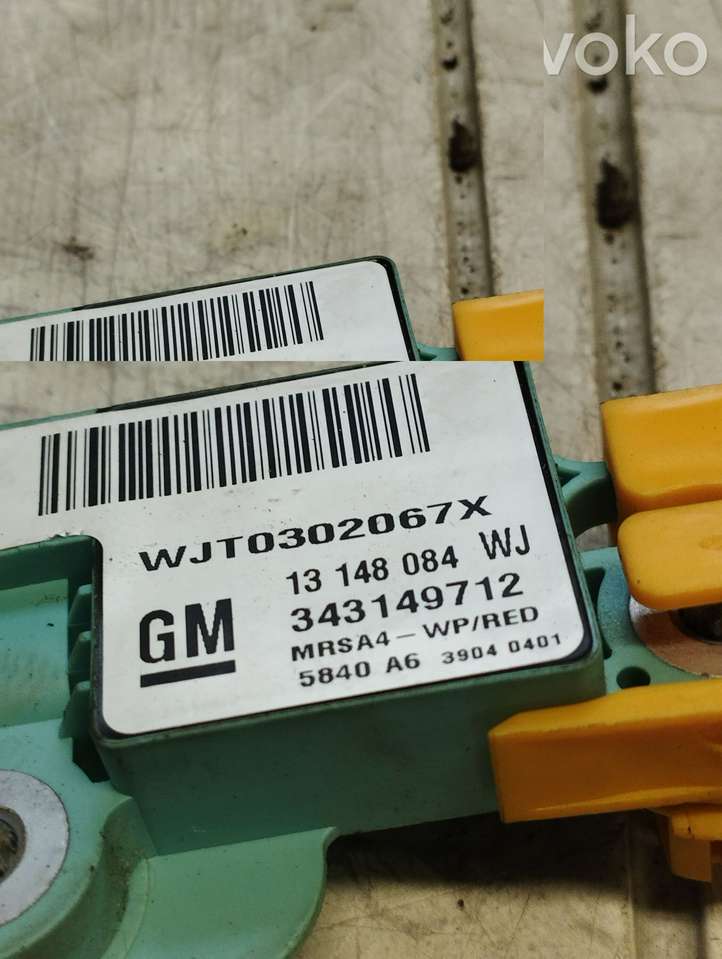 voko
WJT0302067X
13 148 084 WJ
GM
343149712
MRSA4-WP/RED
5840 A6 3904 0401